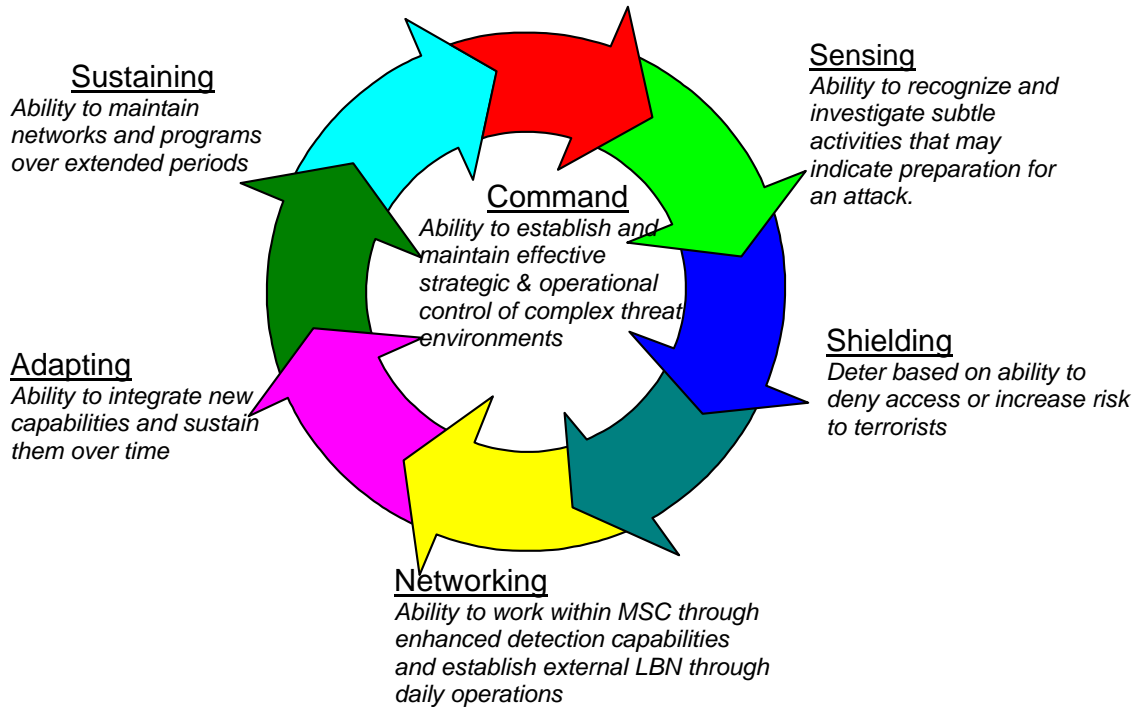 Sustaining
Ability to maintain
networks and programs
over extended periods
Sensing
Ability to recognize and
investigate subtle
activities that may
indicate preparation for
an attack.
Command
Ability to establish and
maintain effective
strategic & operational
control of complex threat
environments
Adapting
Ability to integrate new
capabilities and sustain
them over time
Shielding
Deter based on ability to
deny access or increase risk
to terrorists
Networking
Ability to work within MSC through
enhanced detection capabilities
and establish external LBN through
daily operations